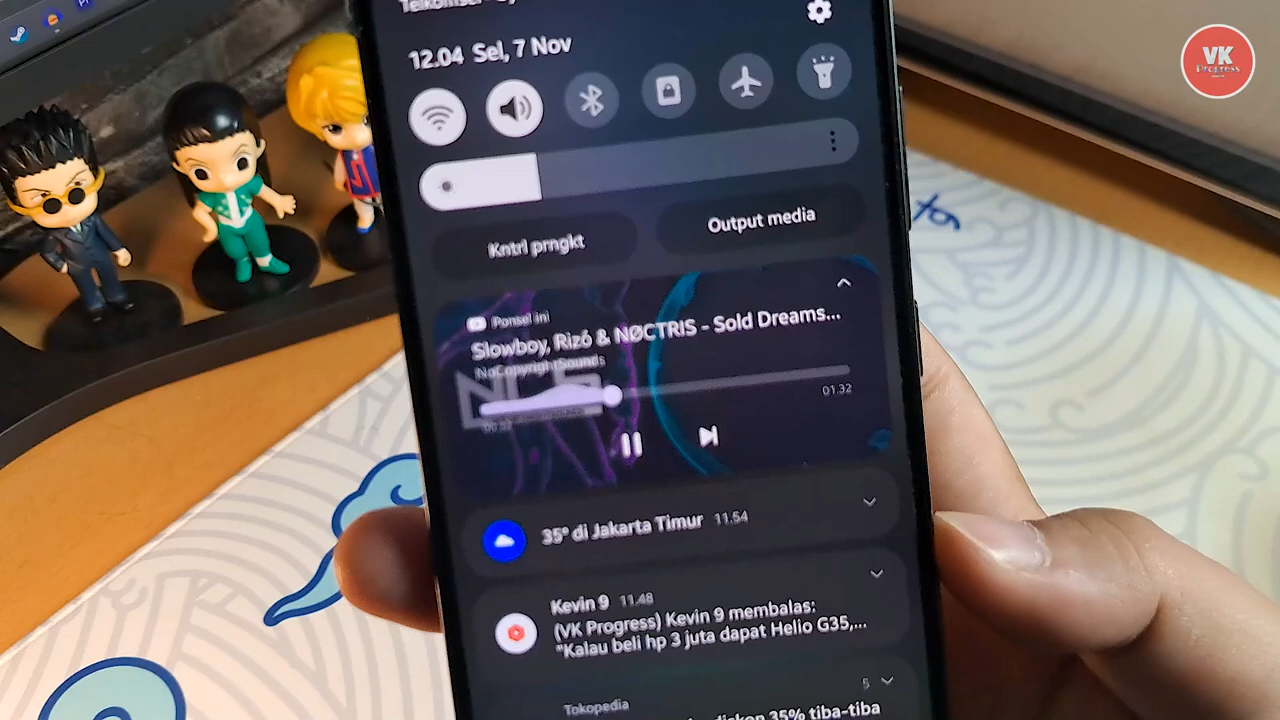 VK
Progress
12.04 Sel, 7 Nov
Kntrl prngkt
Output media
Ponsel ini
Slowboy, Rizó & NØCTRIS - Sold Dreams...
NoCopyrightSounds
01.32
35° di Jakarta Timur 11.54
Kevin 9 11.48
(VK Progress) Kevin 9 membalas:
"Kalau beli hp 3 juta dapat Helio G35,...
5
Tokopedia
diskon 35% tiba-tiba